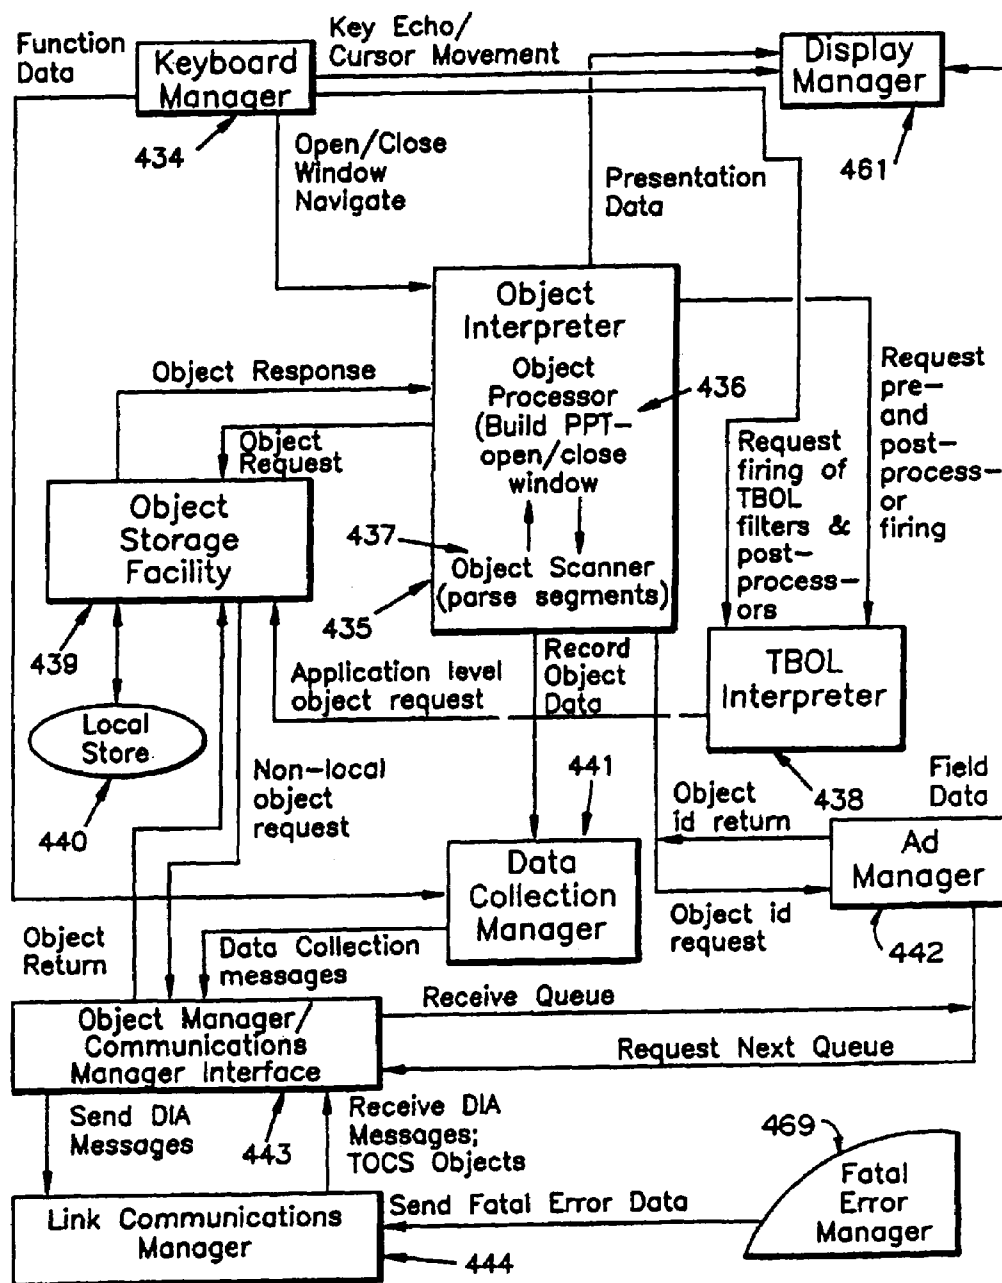 Function
Data
Keyboard
Manager
Key Echo/
Cursor Movement
Display
Manager
434
461
Open/Close
Window
Navigate
Presentation
Data
Object
Interpreter
Object
Processor
(Build PPT-
open/close
window
436
437
Object Scanner
(parse segments)
435
Object Response
Object
Request
Object
Storage
Facility
439
Local
Store
440
Request
pre-
and
post-
process-
or
firing
Request
firing of
TBOL
filters &
post-
process-
ors
TBOL
Interpreter
438
Application level
object request
Record
Object
Data
Non-local
object
request
441
Object
id return
Field
Data
Ad
Manager
442
Object id
request
Data
Collection
Manager
Object
Return
Data Collection
messages
Object Manager/
Communications
Manager Interface
443
Receive Queue
Request Next Queue
Send DIA
Messages
Receive DIA
Messages;
TOCS Objects
Link Communications
Manager
444
Send Fatal Error Data
469
Fatal
Error
Manager